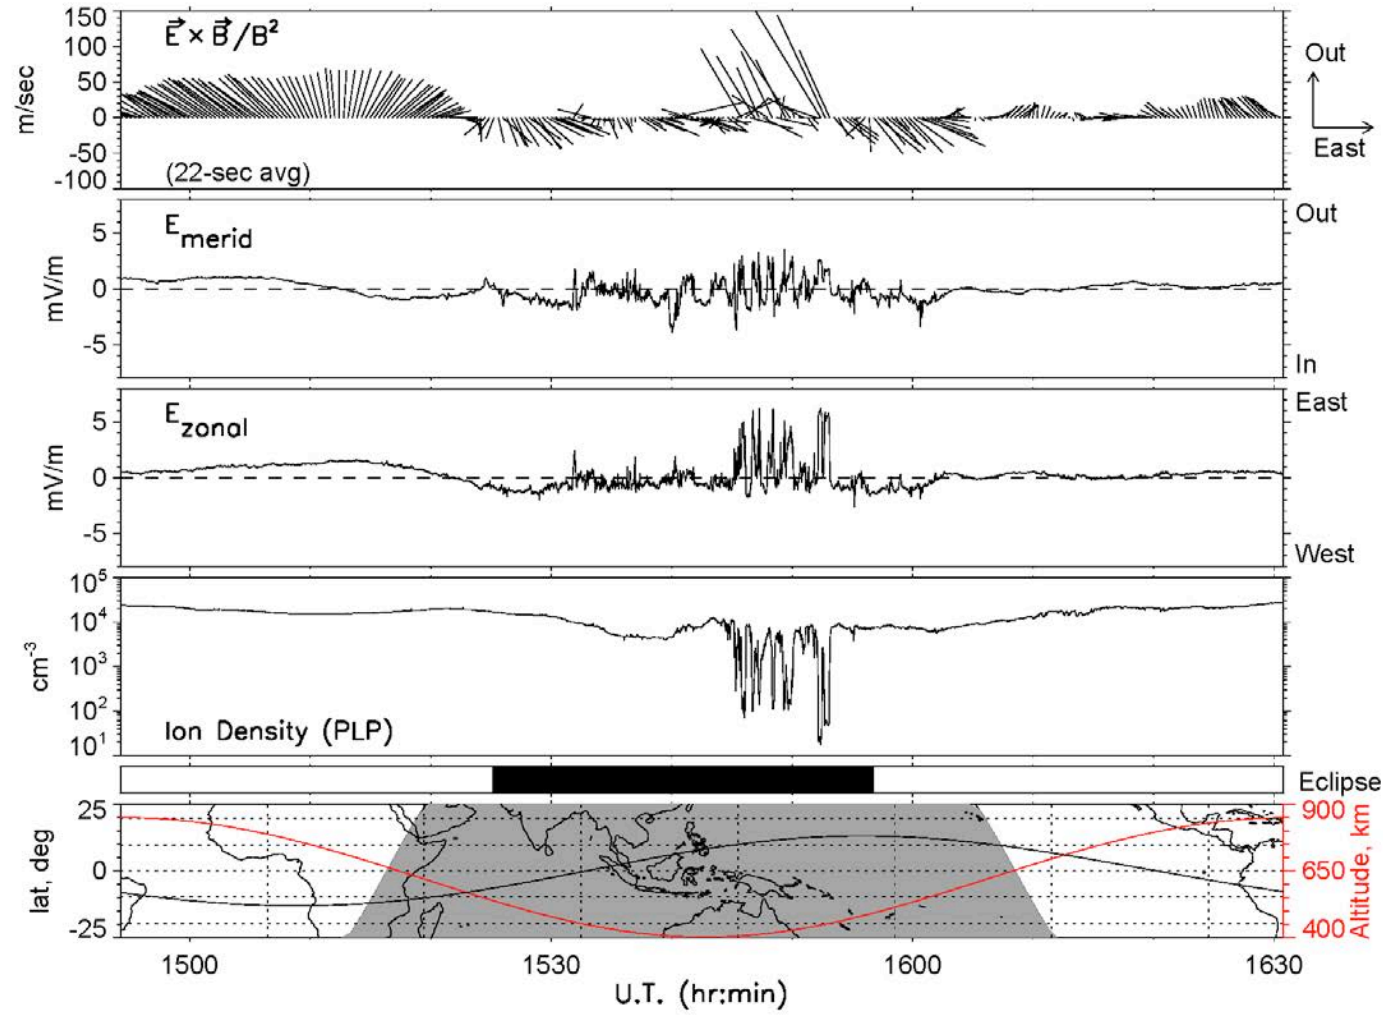 E × B/B²
(22-sec avg)
m/sec
150
100
50
0
-50
-100
Out
East
E merid
mV/m
5
0
-5
Out
In
E zonal
mV/m
5
0
-5
East
West
Ion Density (PLP)
cm⁻³
10⁵
10⁴
10³
10²
10¹
Eclipse
lat, deg
25
0
-25
900
650
400
Altitude, km
1500 1530 1600 1630
U.T. (hr:min)